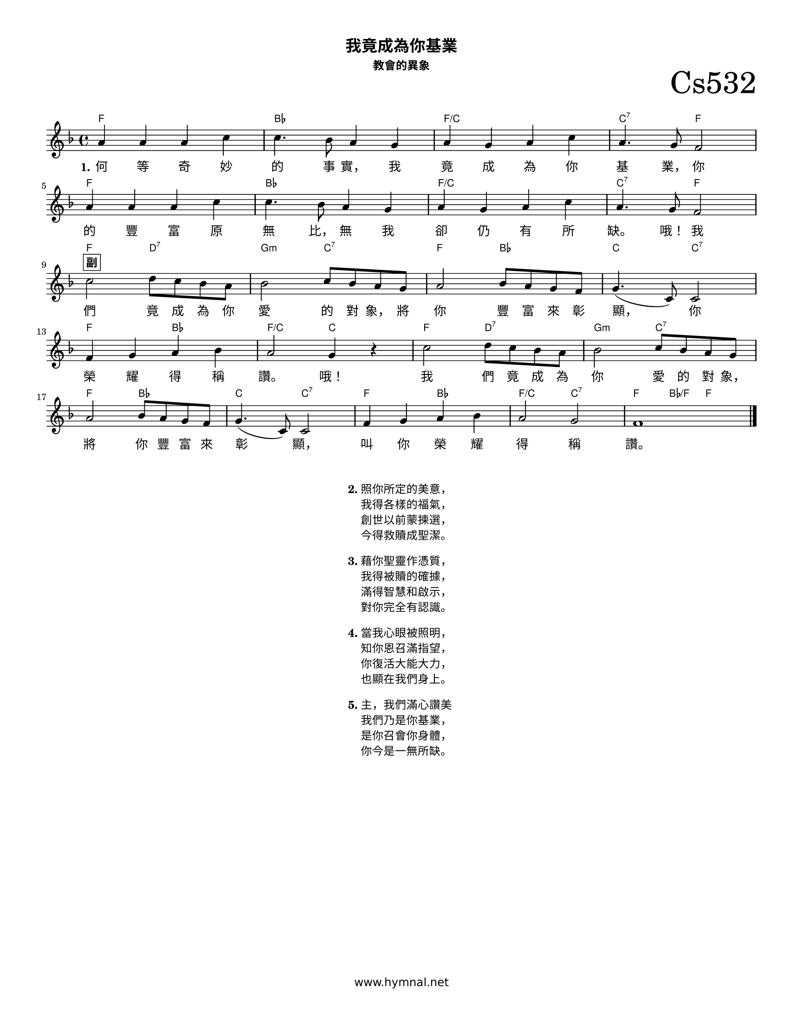 我竟成為你基業
教會的異象
Cs532
F B♭ F/C C7 F
1. 何 等 奇 妙 的 事 實， 我 竟 成 為 你 基 業， 你
5 F B♭ F/C C7 F
的 豐 富 原 無 比， 無 我 卻 仍 有 所 缺。 哦！ 我
F D7 Gm C7 F B♭ C C7
9 副
們 竟 成 為 你 愛 的 對 象， 將 你 豐 富 來 彰 顯， 你
13 F B♭ F/C C F D7 Gm C7
榮 耀 得 稱 讚。 哦！ 我 們 竟 成 為 你 愛 的 對 象，
17 F B♭ C C7 F B♭ F/C C7 F B♭/F F
將 你 豐 富 來 彰 顯， 叫 你 榮 耀 得 稱 讚。
2. 照你所定的美意，
我得各樣的福氣，
創世以前蒙揀選，
今得救贖成聖潔。
3. 藉你聖靈作憑質，
我得被贖的確據，
滿得智慧和啟示，
對你完全有認識。
4. 當我心眼被照明，
知你恩召滿指望，
你復活大能大力，
也顯在我們身上。
5. 主，我們滿心讚美
我們乃是你基業，
是你召會你身體，
你今是一無所缺。
www.hymnal.net